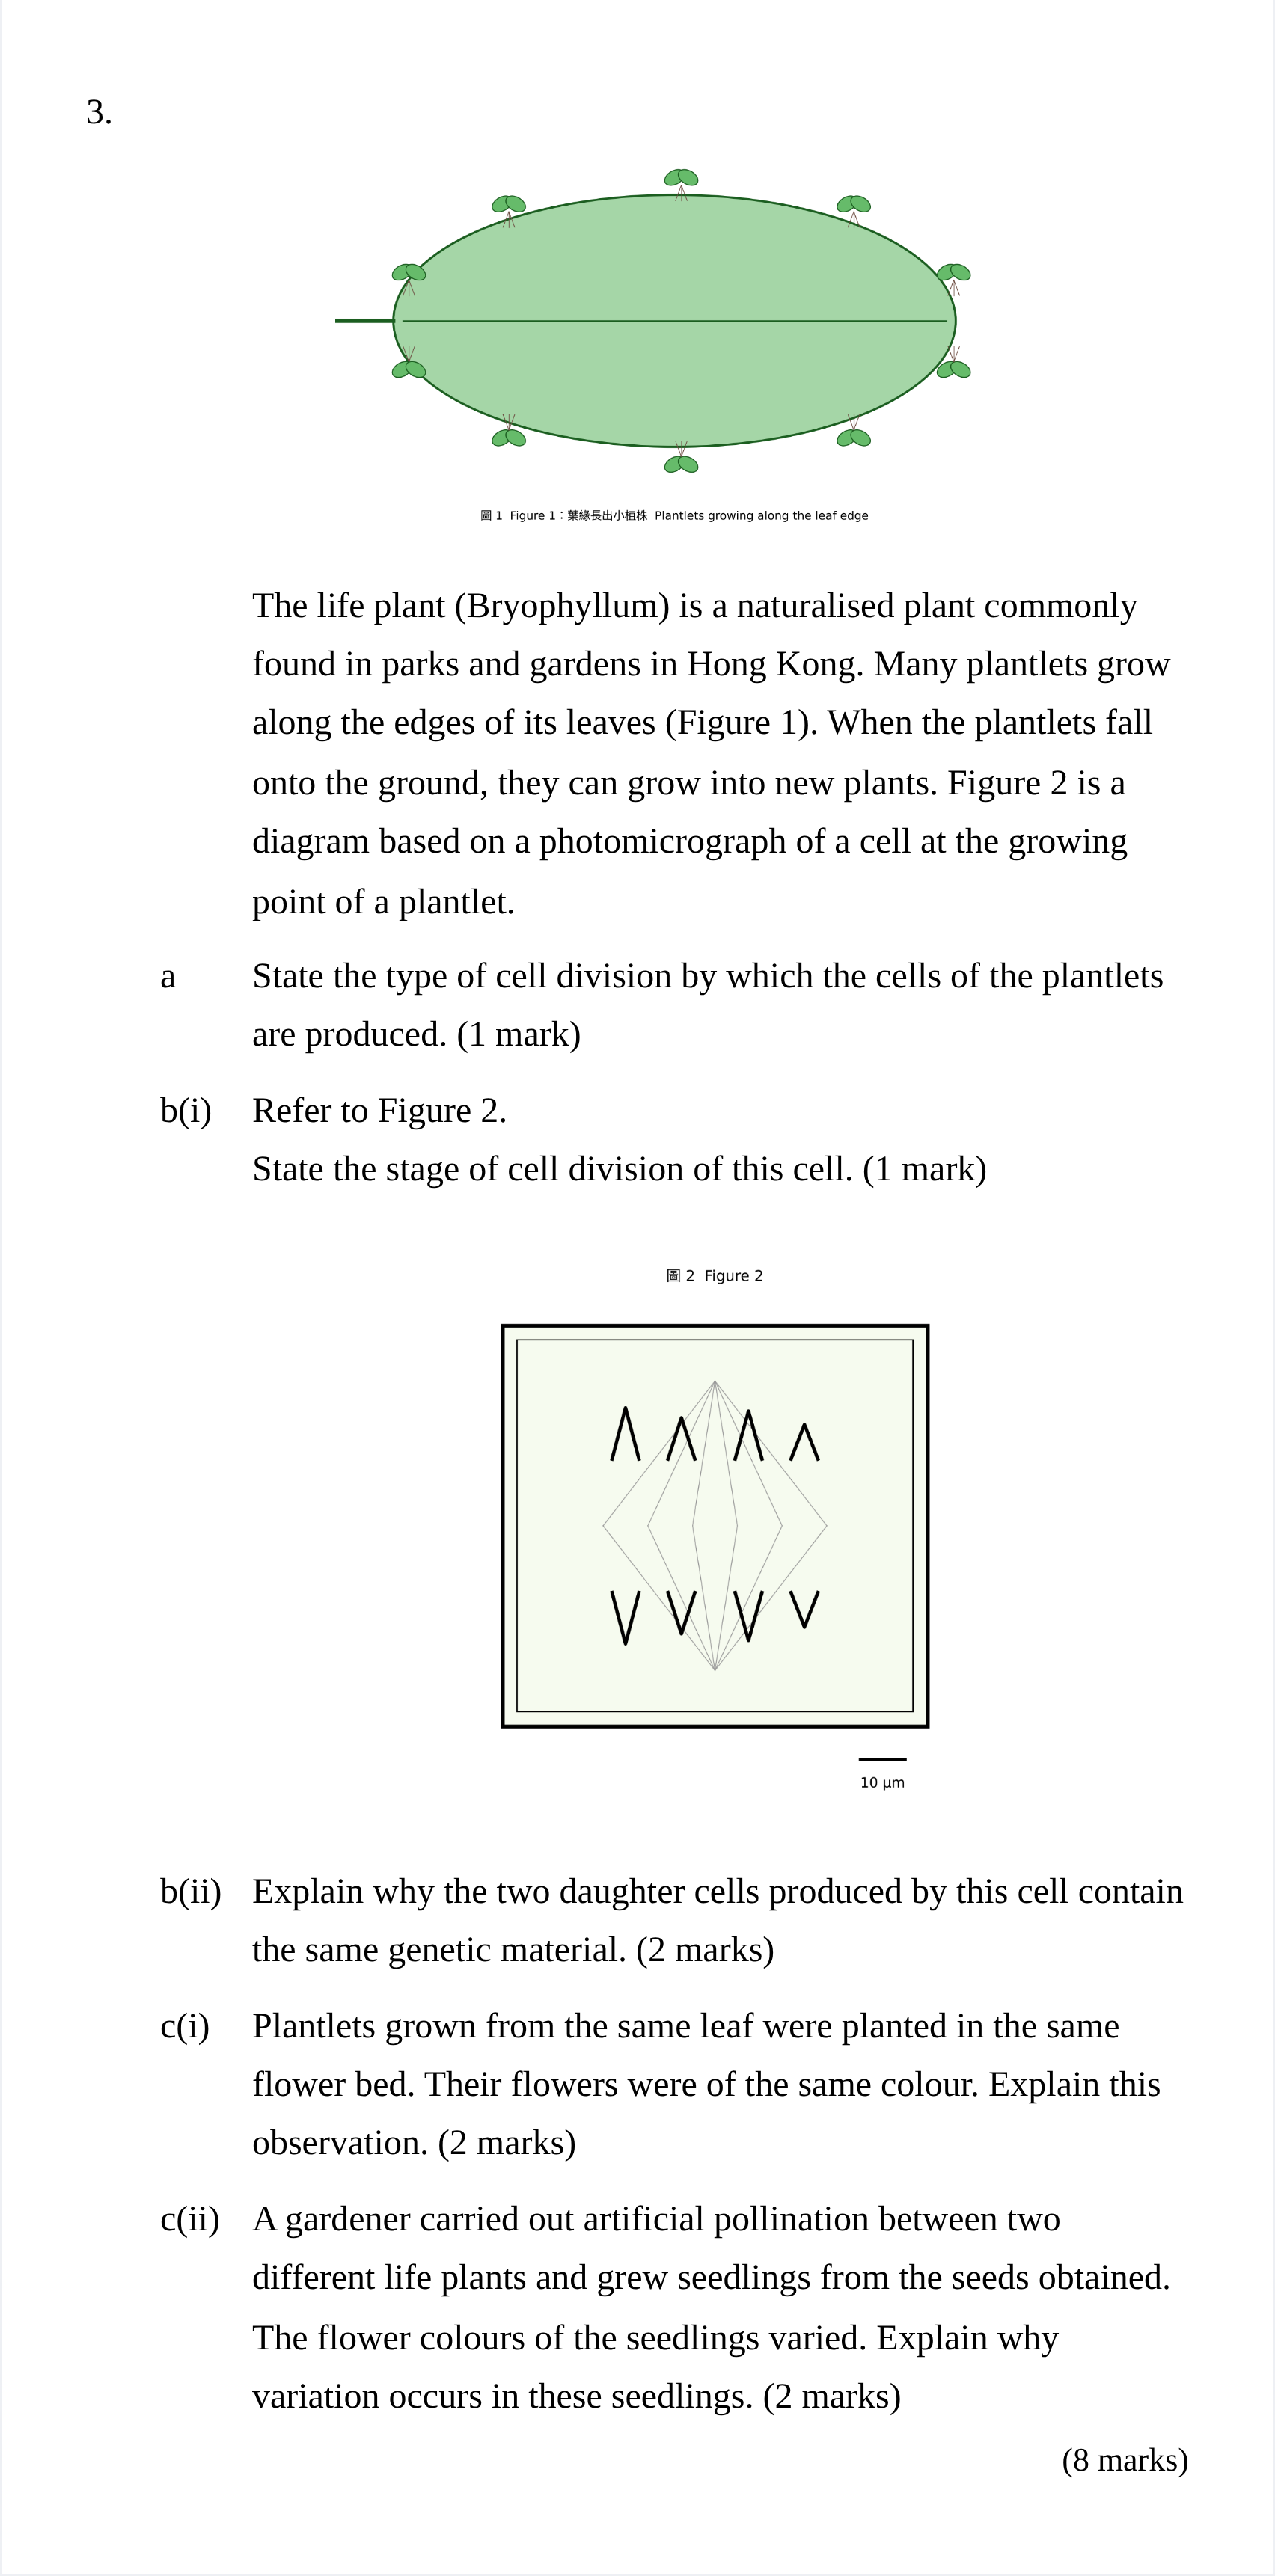 3.
圖 1 Figure 1：葉緣長出小植株 Plantlets growing along the leaf edge
The life plant (Bryophyllum) is a naturalised plant commonly
found in parks and gardens in Hong Kong. Many plantlets grow
along the edges of its leaves (Figure 1). When the plantlets fall
onto the ground, they can grow into new plants. Figure 2 is a
diagram based on a photomicrograph of a cell at the growing
point of a plantlet.
a State the type of cell division by which the cells of the plantlets
are produced. (1 mark)
b(i) Refer to Figure 2.
State the stage of cell division of this cell. (1 mark)
圖 2 Figure 2
10 µm
b(ii) Explain why the two daughter cells produced by this cell contain
the same genetic material. (2 marks)
c(i) Plantlets grown from the same leaf were planted in the same
flower bed. Their flowers were of the same colour. Explain this
observation. (2 marks)
c(ii) A gardener carried out artificial pollination between two
different life plants and grew seedlings from the seeds obtained.
The flower colours of the seedlings varied. Explain why
variation occurs in these seedlings. (2 marks)
(8 marks)